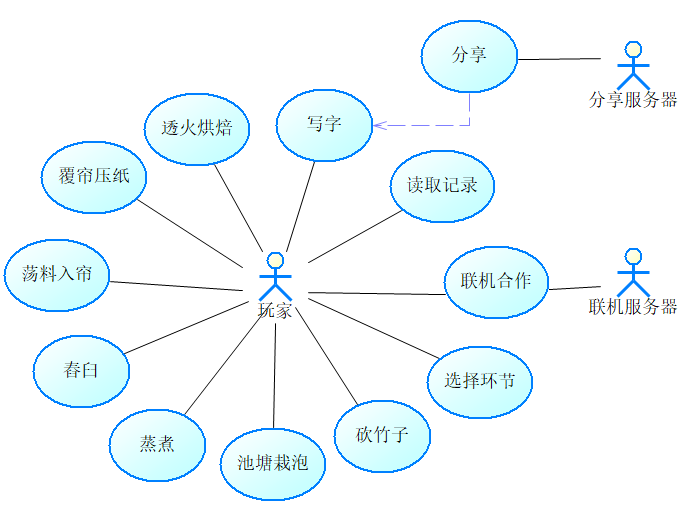 分享
分享服务器
透火烘焙
写字
覆帘压纸
读取记录
荡料入帘
联机合作
玩家
联机服务器
舂臼
选择环节
蒸煮
砍竹子
池塘栽泡